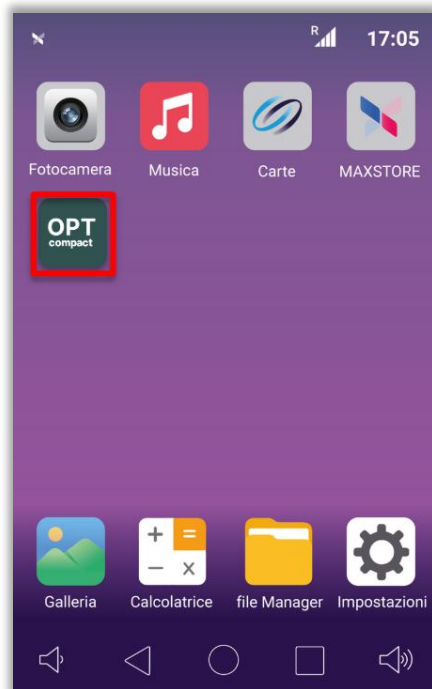 R 17:05
Fotocamera Musica Carte MAXSTORE
OPT
compact
Galleria Calcolatrice file Manager Impostazioni